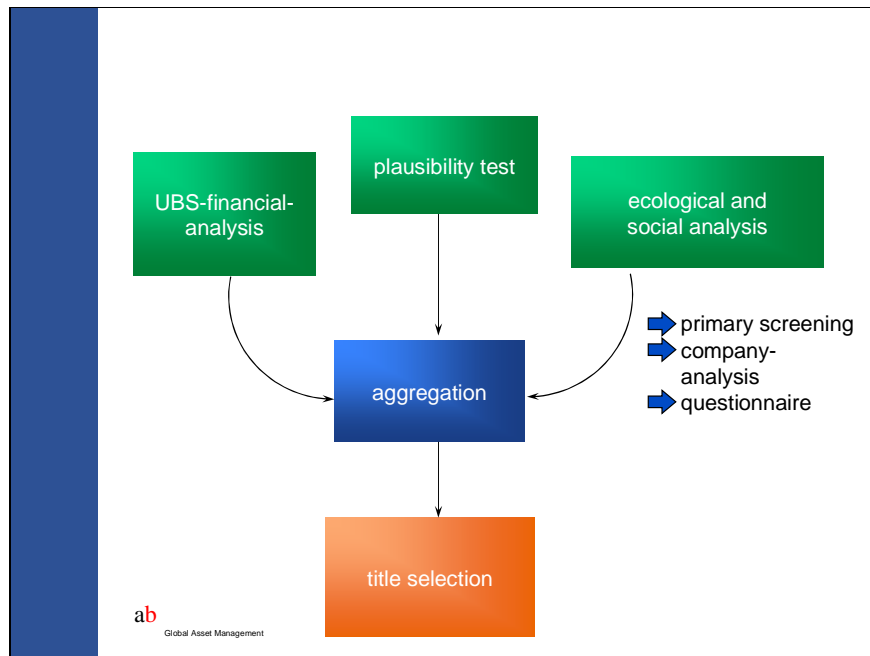 plausibility test
UBS-financial-
analysis
ecological and
social analysis
primary screening
company-
analysis
questionnaire
aggregation
title selection
ab
Global Asset Management